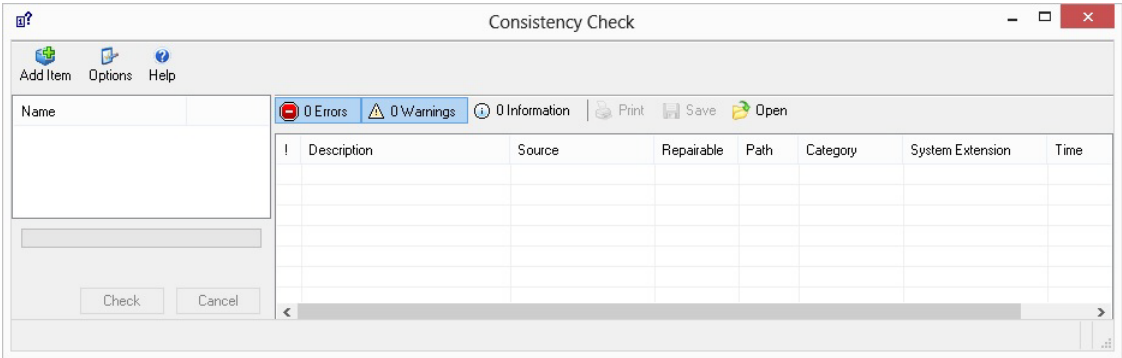 Consistency Check
Add Item Options Help
Name
0 Errors 0 Warnings 0 Information Print Save Open
! Description Source Repairable Path Category System Extension Time
Check Cancel